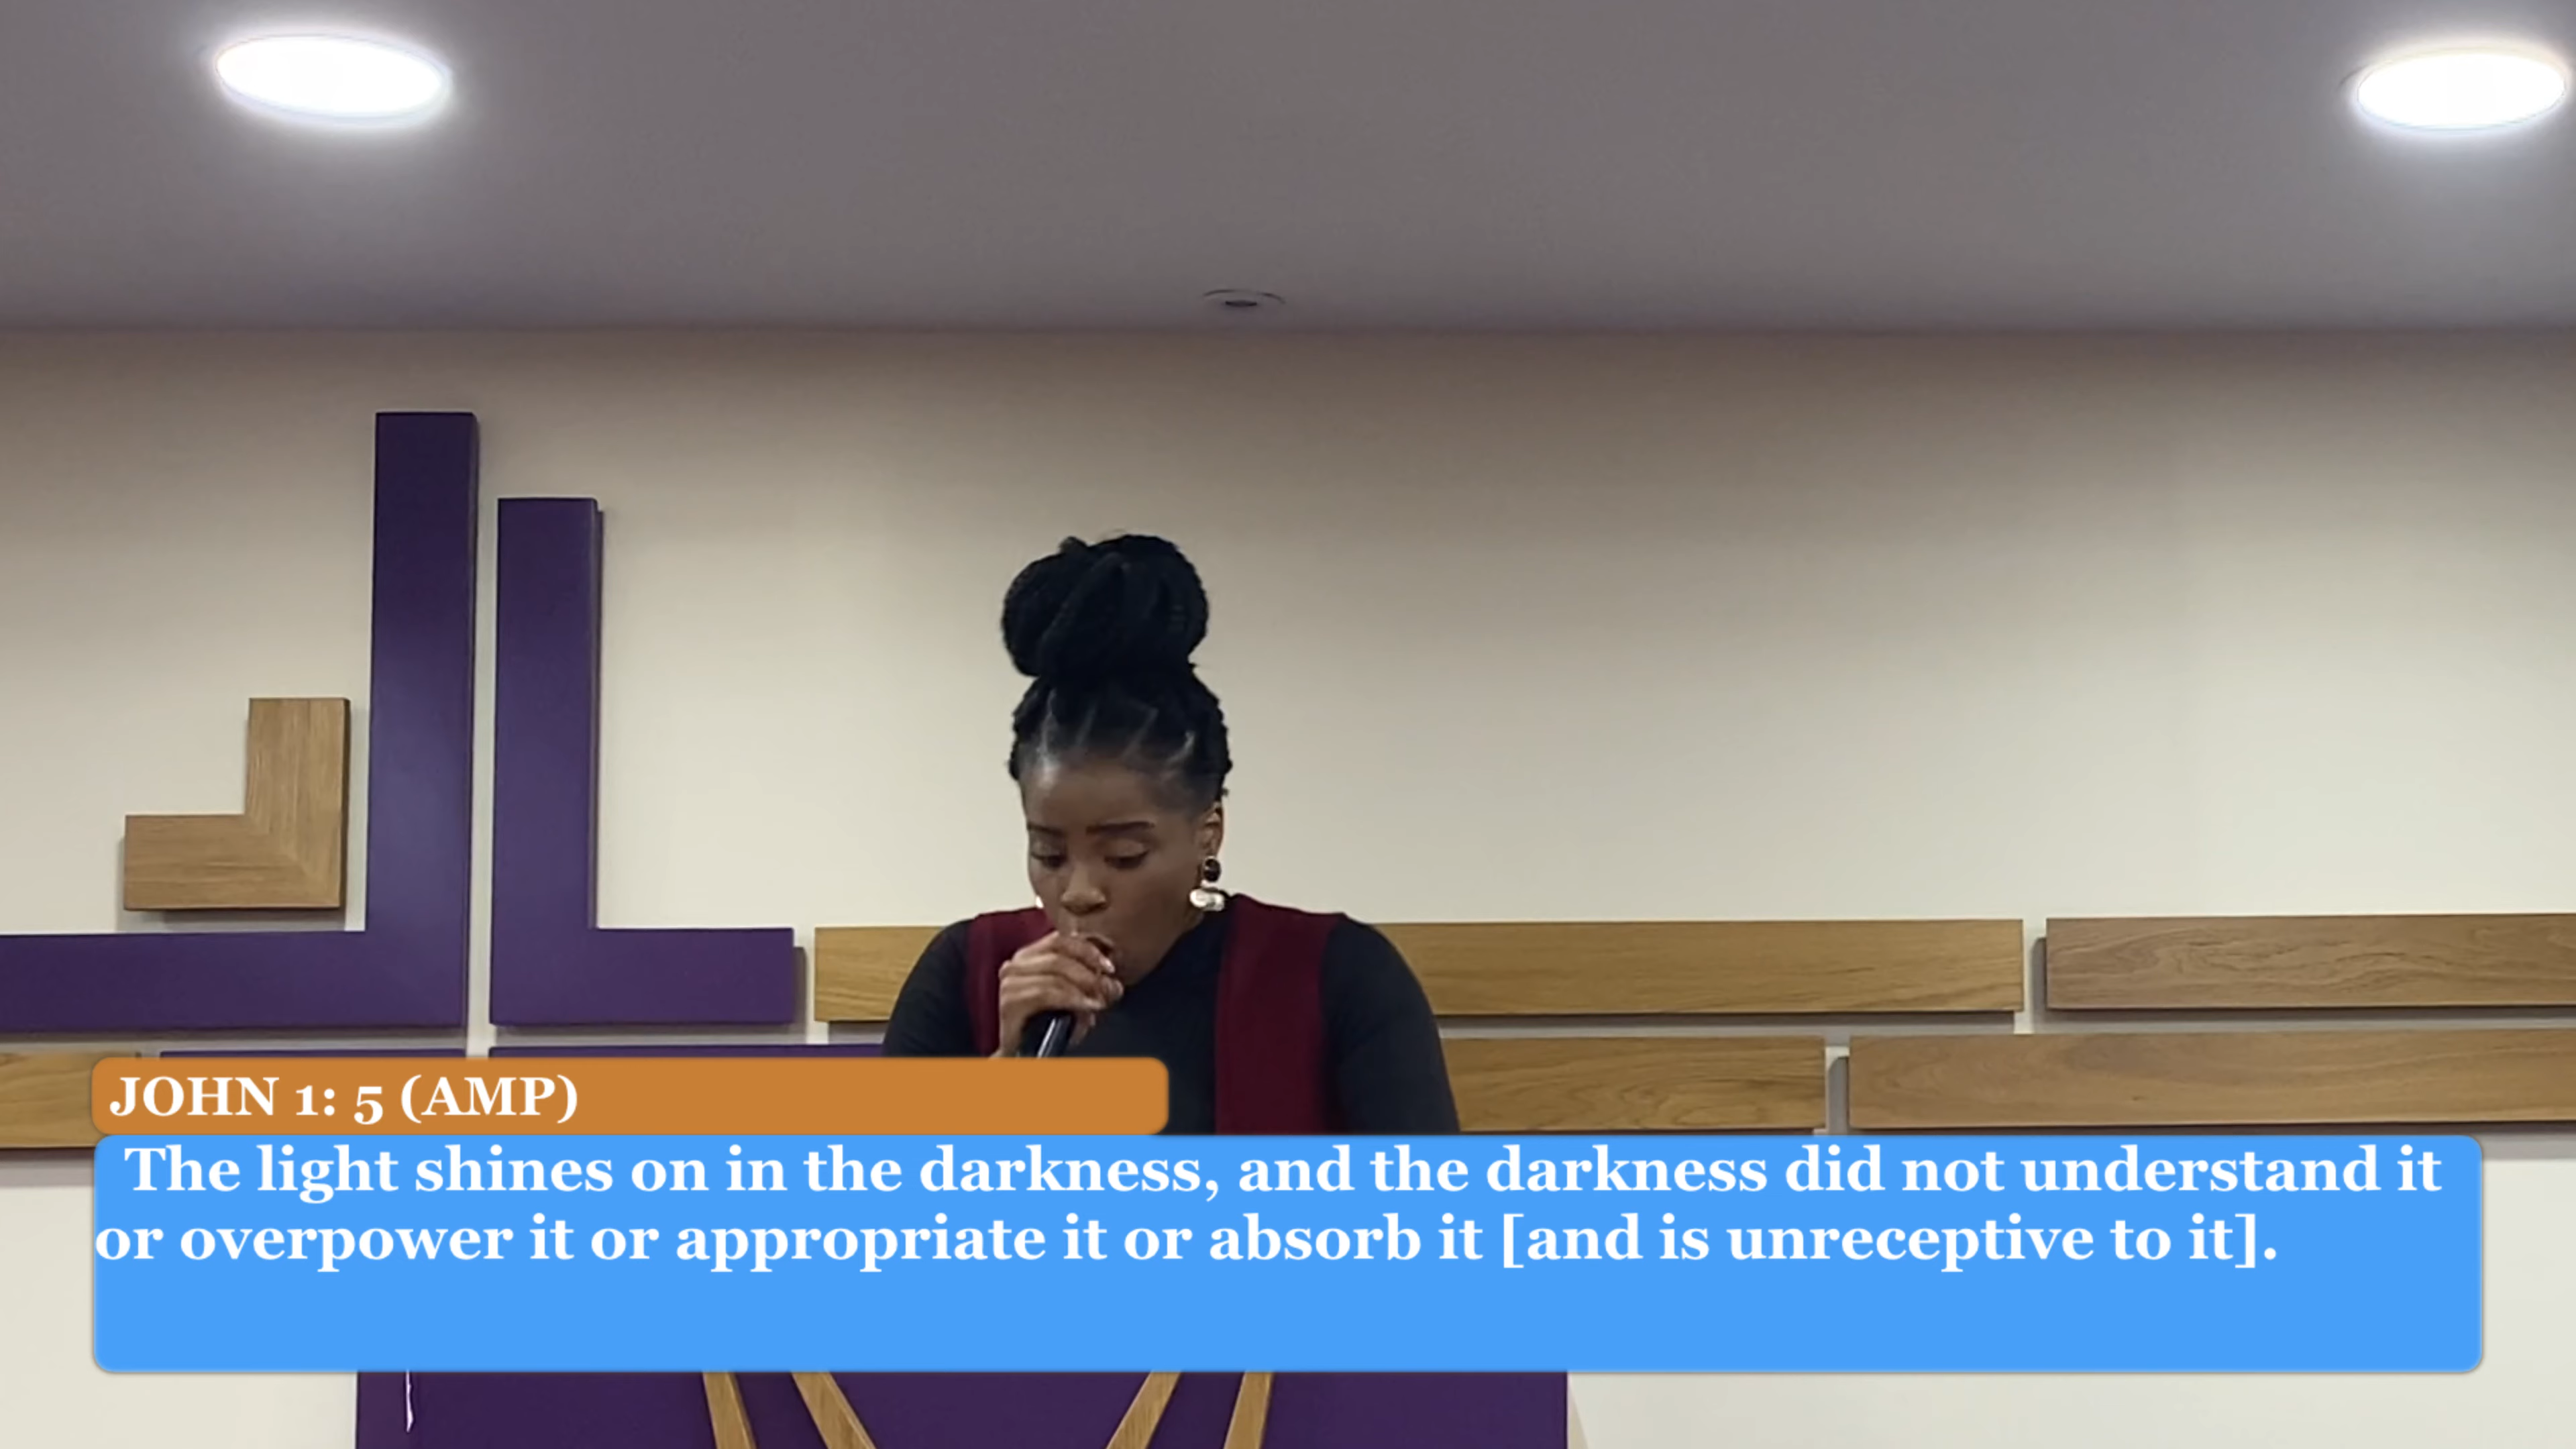 JOHN 1: 5 (AMP)
The light shines on in the darkness, and the darkness did not understand it
or overpower it or appropriate it or absorb it [and is unreceptive to it].